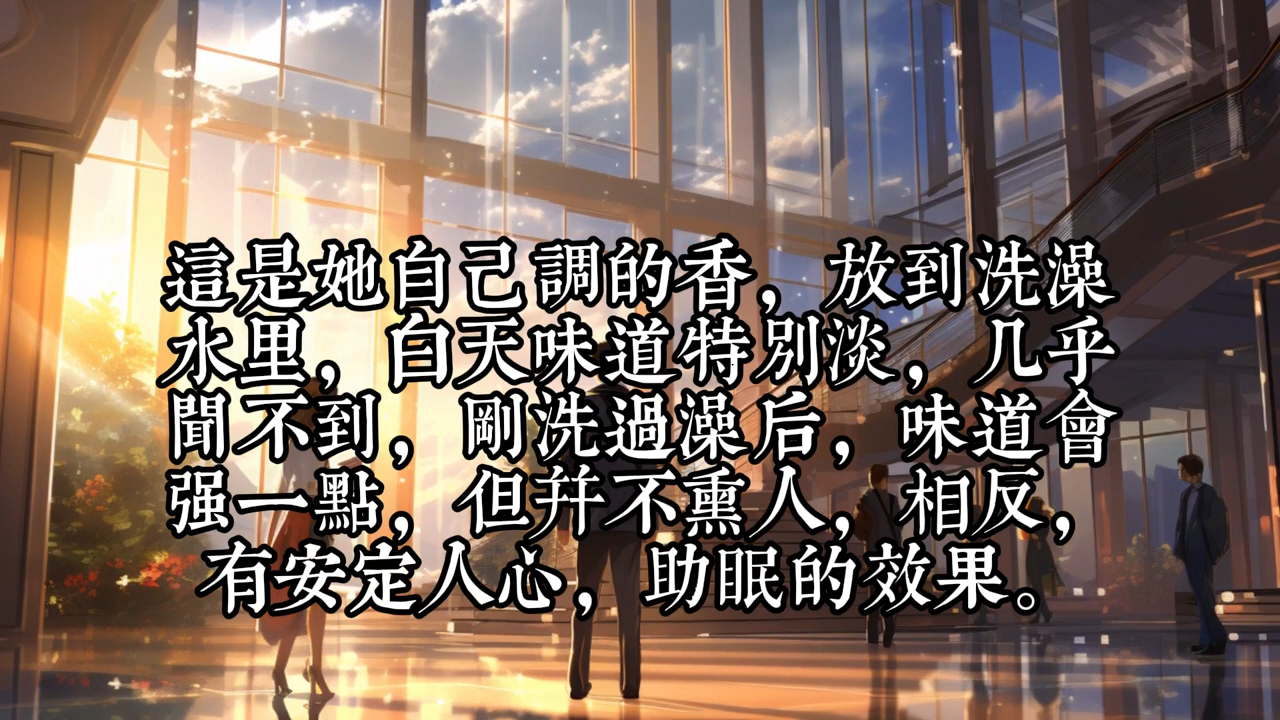 這是她自己調的香，放到洗澡
水里，白天味道特別淡，几乎
聞不到，剛洗過澡后，味道會
强一點，但并不熏人，相反，
有安定人心，助眠的效果。